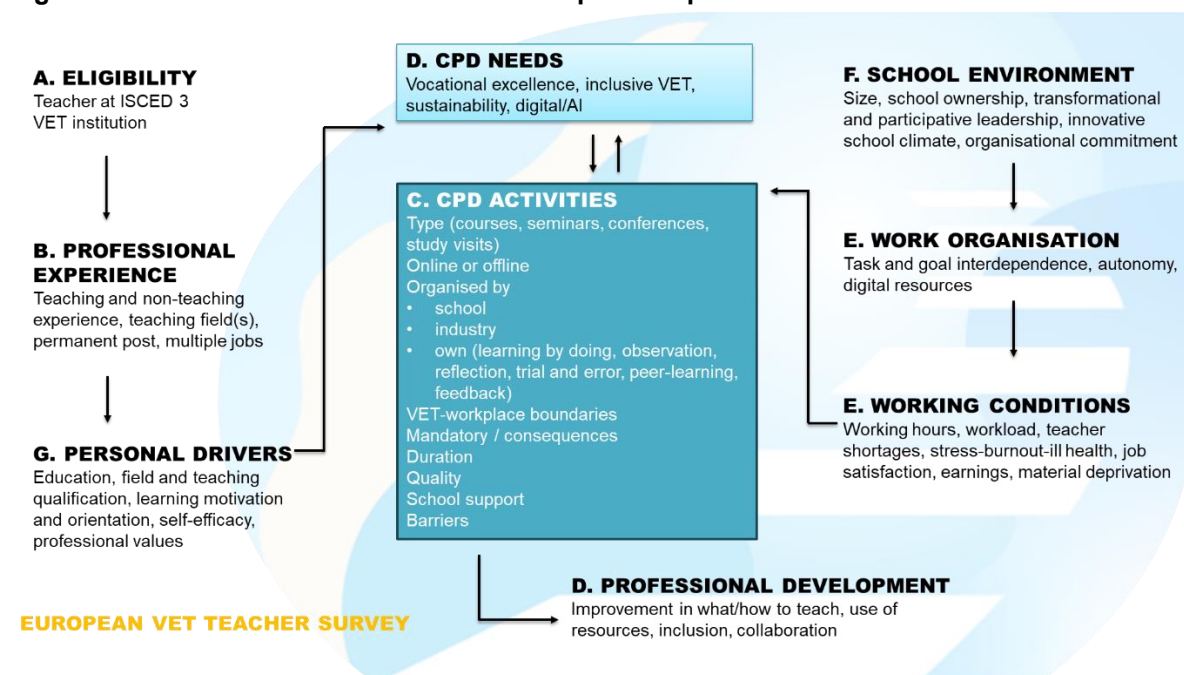 A. ELIGIBILITY
Teacher at ISCED 3
VET institution
B. PROFESSIONAL
EXPERIENCE
Teaching and non-teaching
experience, teaching field(s),
permanent post, multiple jobs
G. PERSONAL DRIVERS
Education, field and teaching
qualification, learning motivation
and orientation, self-efficacy,
professional values
D. CPD NEEDS
Vocational excellence, inclusive VET,
sustainability, digital/AI
C. CPD ACTIVITIES
Type (courses, seminars, conferences,
study visits)
Online or offline
Organised by
• school
• industry
• own (learning by doing, observation,
reflection, trial and error, peer-learning,
feedback)
VET-workplace boundaries
Mandatory / consequences
Duration
Quality
School support
Barriers
F. SCHOOL ENVIRONMENT
Size, school ownership, transformational
and participative leadership, innovative
school climate, organisational commitment
E. WORK ORGANISATION
Task and goal interdependence, autonomy,
digital resources
E. WORKING CONDITIONS
Working hours, workload, teacher
shortages, stress-burnout-ill health, job
satisfaction, earnings, material deprivation
D. PROFESSIONAL DEVELOPMENT
Improvement in what/how to teach, use of
resources, inclusion, collaboration
EUROPEAN VET TEACHER SURVEY